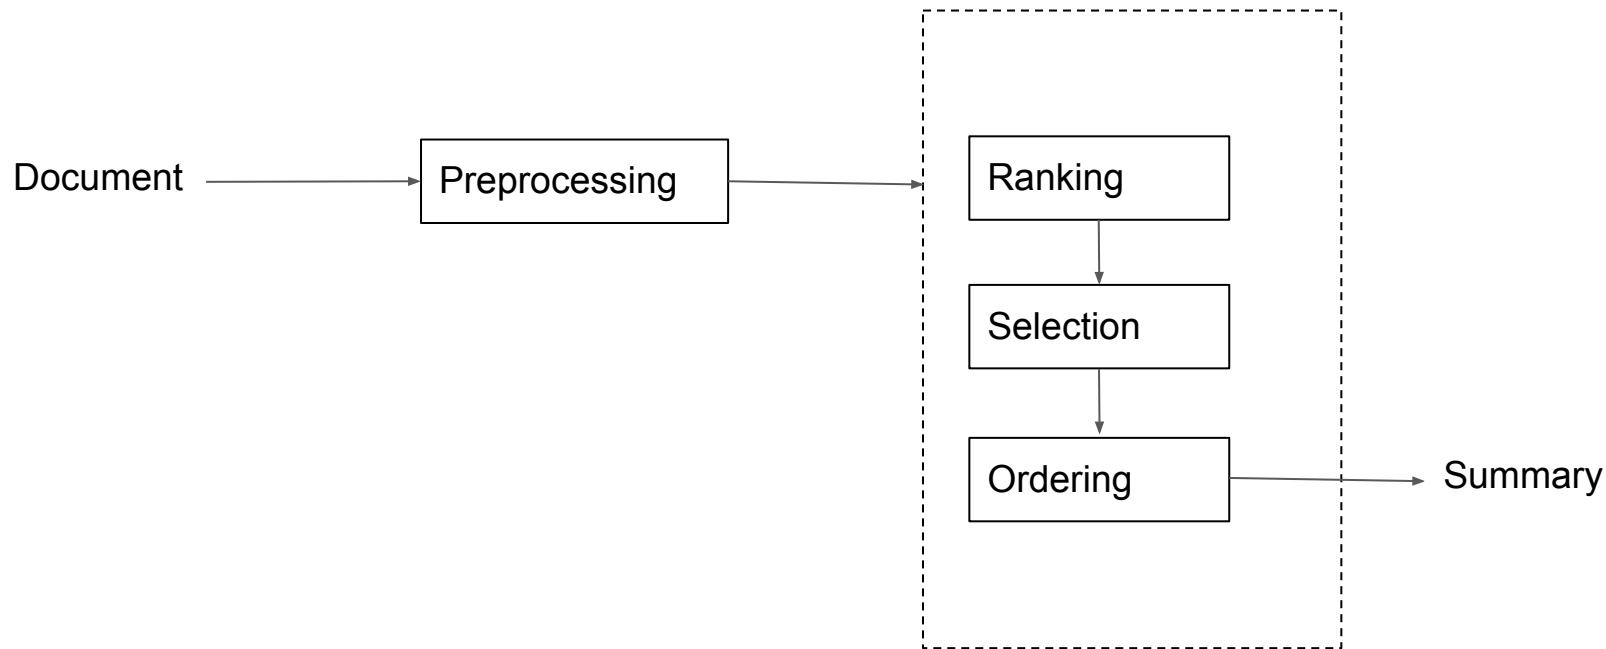 Document
Preprocessing
Ranking
Selection
Ordering
Summary